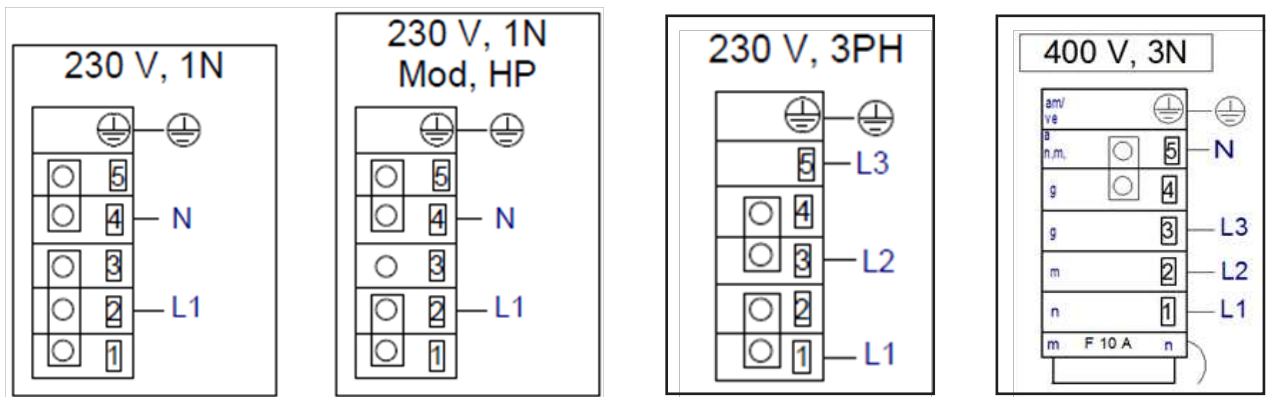 230 V, 1N
5
4 N
3
2 L1
1
230 V, 1N
Mod, HP
5
4 N
3
2 L1
1
230 V, 3PH
5 L3
4
3 L2
2
1 L1
400 V, 3N
am/
ve
a
n,m, 5 N
g 4
g 3 L3
m 2 L2
n 1 L1
m F 10 A n